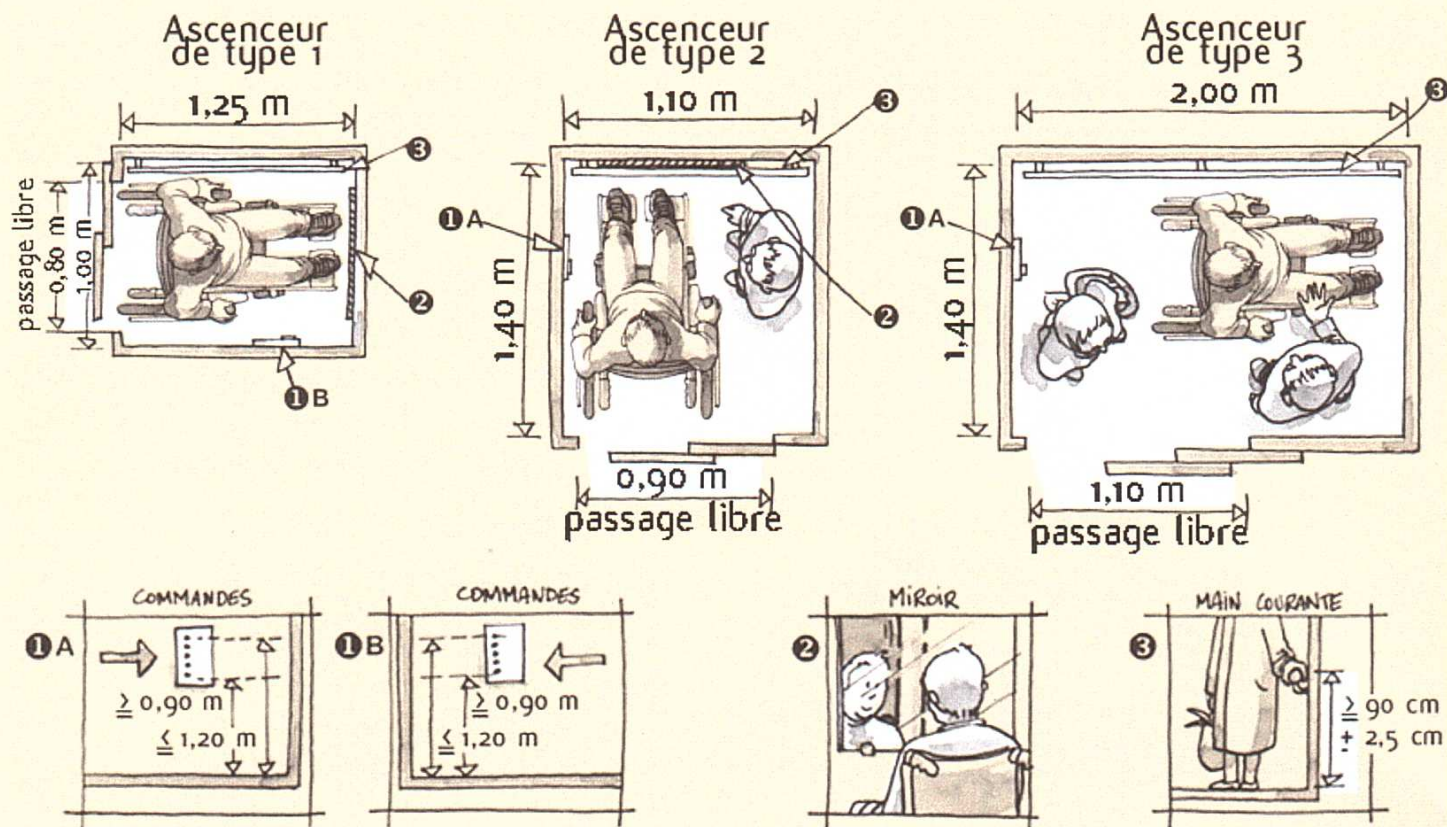 Ascenceur
de type 1
1,25 m
❸
passage libre
0,80 m
1,00 m
❷
❶B
Ascenceur
de type 2
1,10 m
❸
❶A
1,40 m
❷
0,90 m
passage libre
Ascenceur
de type 3
2,00 m
❸
❶A
1,40 m
1,10 m
passage libre
COMMANDES
❶A
≥ 0,90 m
≤ 1,20 m
COMMANDES
❶B
≥ 0,90 m
≤ 1,20 m
MIROIR
❷
MAIN COURANTE
❸
≥ 90 cm
± 2,5 cm